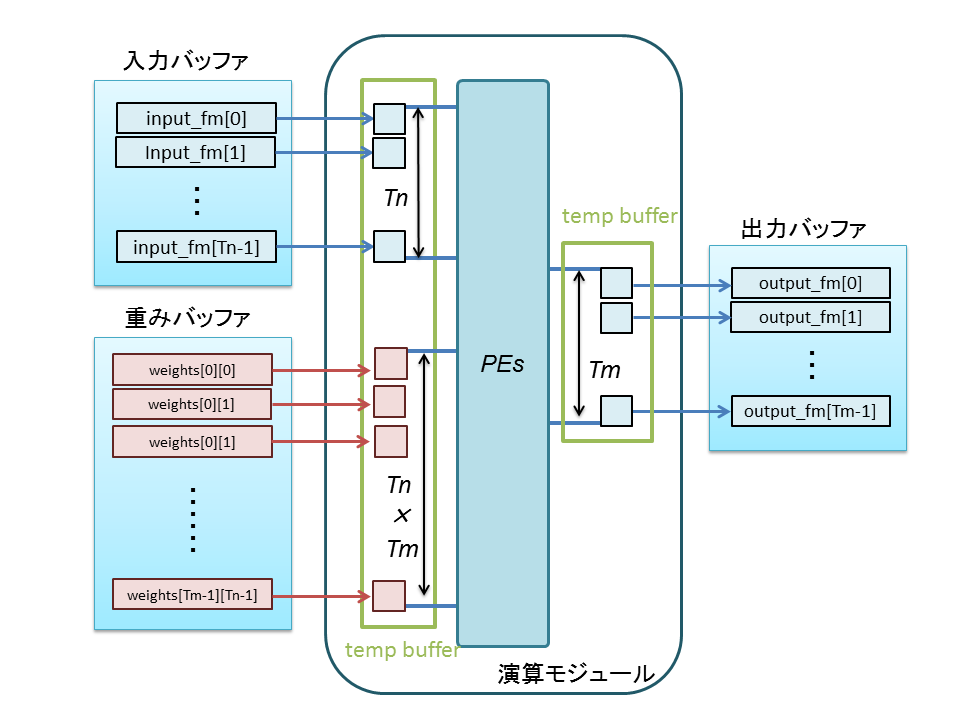 入力バッファ
input_fm[0]
Input_fm[1]
⋮
input_fm[Tn-1]
Tn
重みバッファ
weights[0][0]
weights[0][1]
weights[0][1]
weights[Tm-1][Tn-1]
Tn
×
Tm
temp buffer
PEs
temp buffer
Tm
演算モジュール
出力バッファ
output_fm[0]
output_fm[1]
⋮
output_fm[Tm-1]